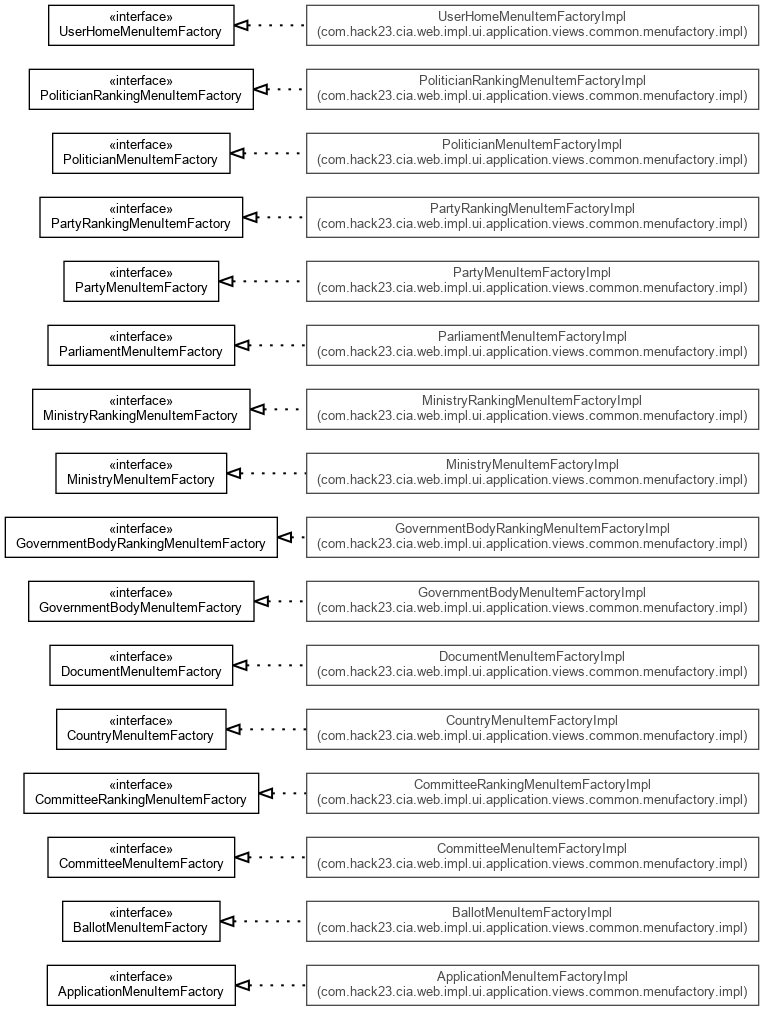 «interface»
UserHomeMenuItemFactory
UserHomeMenuItemFactoryImpl
(com.hack23.cia.web.impl.ui.application.views.common.menufactory.impl)
«interface»
PoliticianRankingMenuItemFactory
PoliticianRankingMenuItemFactoryImpl
(com.hack23.cia.web.impl.ui.application.views.common.menufactory.impl)
«interface»
PoliticianMenuItemFactory
PoliticianMenuItemFactoryImpl
(com.hack23.cia.web.impl.ui.application.views.common.menufactory.impl)
«interface»
PartyRankingMenuItemFactory
PartyRankingMenuItemFactoryImpl
(com.hack23.cia.web.impl.ui.application.views.common.menufactory.impl)
«interface»
PartyMenuItemFactory
PartyMenuItemFactoryImpl
(com.hack23.cia.web.impl.ui.application.views.common.menufactory.impl)
«interface»
ParliamentMenuItemFactory
ParliamentMenuItemFactoryImpl
(com.hack23.cia.web.impl.ui.application.views.common.menufactory.impl)
«interface»
MinistryRankingMenuItemFactory
MinistryRankingMenuItemFactoryImpl
(com.hack23.cia.web.impl.ui.application.views.common.menufactory.impl)
«interface»
MinistryMenuItemFactory
MinistryMenuItemFactoryImpl
(com.hack23.cia.web.impl.ui.application.views.common.menufactory.impl)
«interface»
GovernmentBodyRankingMenuItemFactory
GovernmentBodyRankingMenuItemFactoryImpl
(com.hack23.cia.web.impl.ui.application.views.common.menufactory.impl)
«interface»
GovernmentBodyMenuItemFactory
GovernmentBodyMenuItemFactoryImpl
(com.hack23.cia.web.impl.ui.application.views.common.menufactory.impl)
«interface»
DocumentMenuItemFactory
DocumentMenuItemFactoryImpl
(com.hack23.cia.web.impl.ui.application.views.common.menufactory.impl)
«interface»
CountryMenuItemFactory
CountryMenuItemFactoryImpl
(com.hack23.cia.web.impl.ui.application.views.common.menufactory.impl)
«interface»
CommitteeRankingMenuItemFactory
CommitteeRankingMenuItemFactoryImpl
(com.hack23.cia.web.impl.ui.application.views.common.menufactory.impl)
«interface»
CommitteeMenuItemFactory
CommitteeMenuItemFactoryImpl
(com.hack23.cia.web.impl.ui.application.views.common.menufactory.impl)
«interface»
BallotMenuItemFactory
BallotMenuItemFactoryImpl
(com.hack23.cia.web.impl.ui.application.views.common.menufactory.impl)
«interface»
ApplicationMenuItemFactory
ApplicationMenuItemFactoryImpl
(com.hack23.cia.web.impl.ui.application.views.common.menufactory.impl)